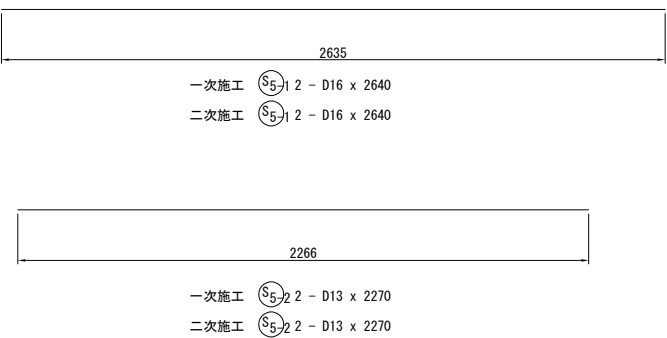 2635
一次施工 S5-1 2 - D16 x 2640
二次施工 S5-1 2 - D16 x 2640
2266
一次施工 S5-2 2 - D13 x 2270
二次施工 S5-2 2 - D13 x 2270